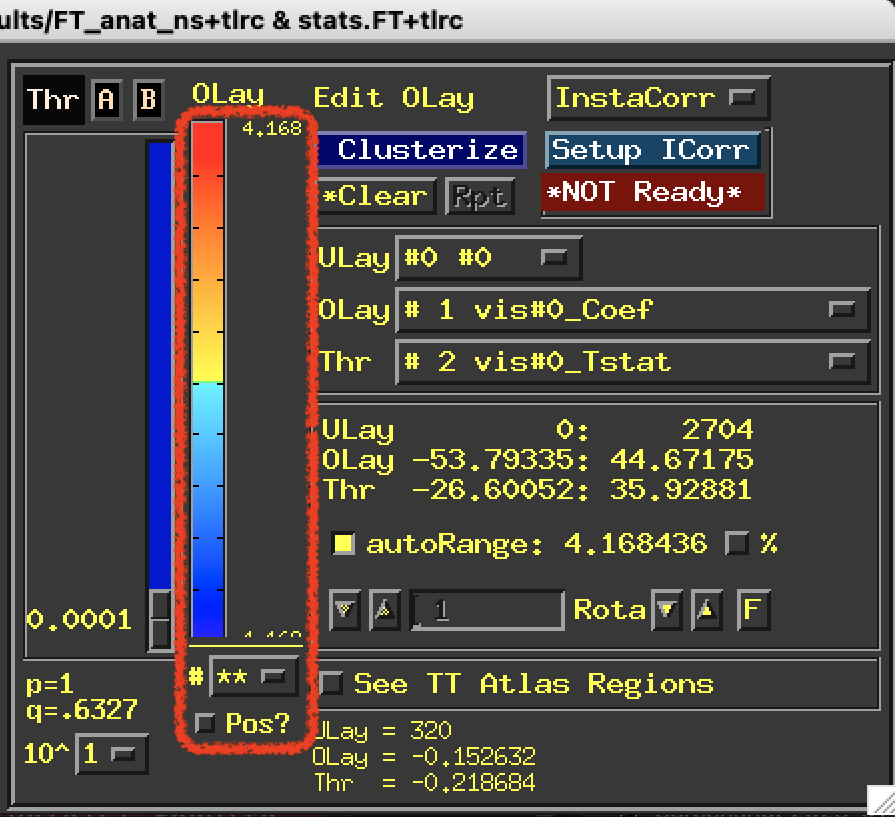 ults/FT_anat_ns+tlrc & stats.FT+tlrc
Thr A B OLay Edit OLay InstaCorr
4.168
Clusterize Setup ICorr
*Clear Rpt *NOT Ready*
ULay #0 #0
OLay # 1 vis#0_Coef
Thr # 2 vis#0_Tstat
ULay 0: 2704
OLay -53.79335: 44.67175
Thr -26.60052: 35.92881
autoRange: 4.168436 %
0.0001
1 Rota F
# **
See TT Atlas Regions
p=1
q=.6327
Pos?
10^ 1
ULay = 320
OLay = -0.152632
Thr = -0.218684